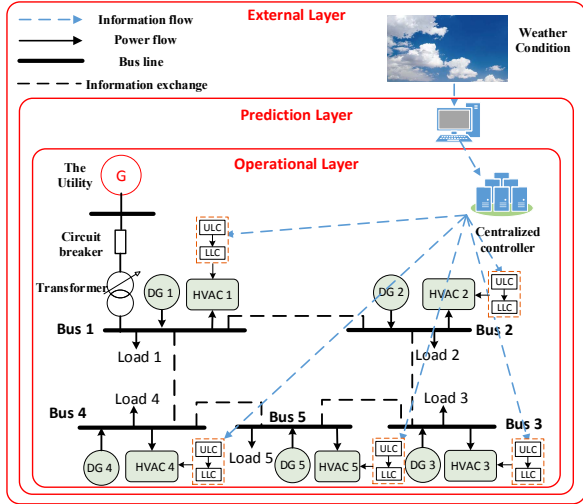 External Layer
Information flow
Power flow
Bus line
Information exchange
Weather
Condition
Prediction Layer
Operational Layer
The
Utility
G
Circuit
breaker
Transformer
ULC
LLC
Centralized
controller
DG 1
HVAC 1
DG 2
HVAC 2
ULC
LLC
Bus 1
Load 1
Bus 2
Load 2
Load 4
Load 3
Bus 4
Bus 5
Bus 3
Load 5
DG 4
HVAC 4
ULC
LLC
DG 5
HVAC 5
ULC
LLC
DG 3
HVAC 3
ULC
LLC